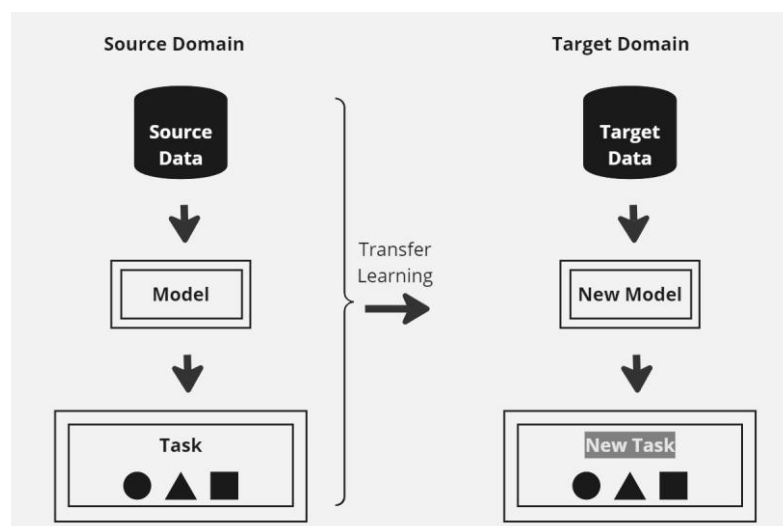 Source Domain
Source
Data
Model
Task
Transfer
Learning
Target Domain
Target
Data
New Model
New Task